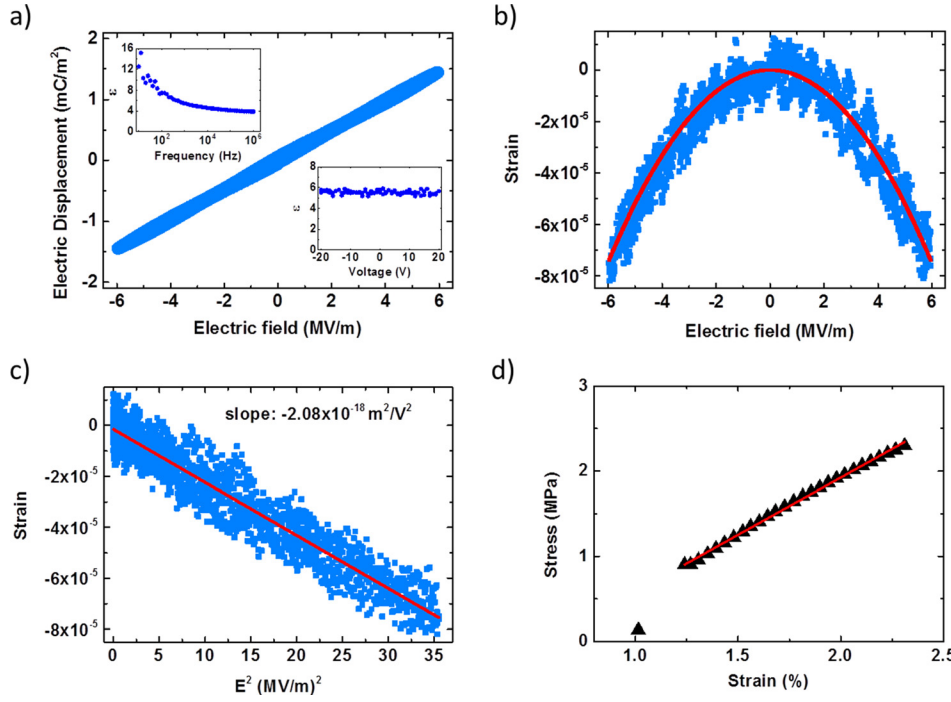 a)
Electric Displacement (mC/m²)
2
1
0
-1
-2
-6 -4 -2 0 2 4 6
Electric field (MV/m)
ε
16
12
8
4
0
10² 10⁴ 10⁶
Frequency (Hz)
ε
8
6
4
2
0
-20 -10 0 10 20
Voltage (V)
b)
Strain
0
-2x10⁻⁵
-4x10⁻⁵
-6x10⁻⁵
-8x10⁻⁵
-6 -4 -2 0 2 4 6
Electric field (MV/m)
c)
slope: -2.08x10⁻¹⁸ m²/V²
Strain
0
-2x10⁻⁵
-4x10⁻⁵
-6x10⁻⁵
-8x10⁻⁵
0 5 10 15 20 25 30 35
E² (MV/m)²
d)
Stress (MPa)
3
2
1
0
1.0 1.5 2.0 2.5
Strain (%)